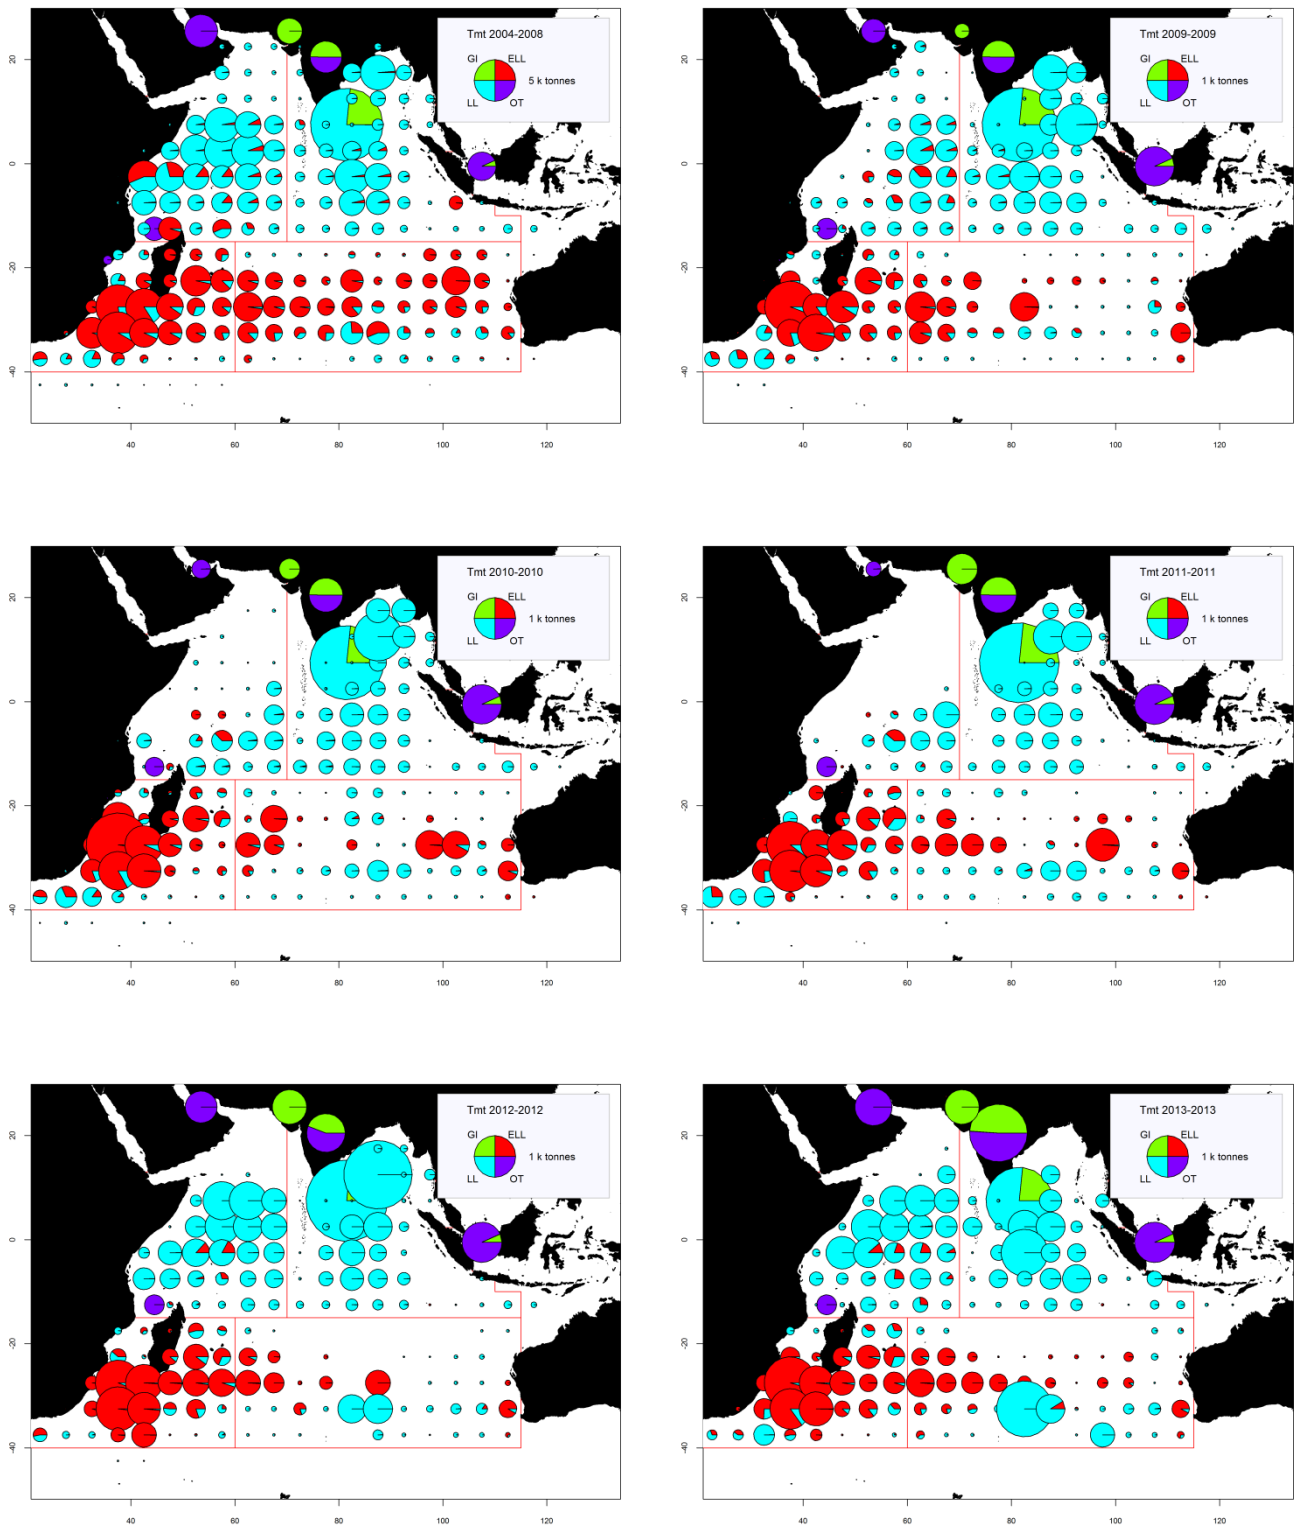 Tmt 2004-2008
GI ELL
5 k tonnes
LL OT
20
0
-20
-40
40 60 80 100 120
Tmt 2009-2009
GI ELL
1 k tonnes
LL OT
20
0
-20
-40
40 60 80 100 120
Tmt 2010-2010
GI ELL
1 k tonnes
LL OT
20
0
-20
-40
40 60 80 100 120
Tmt 2011-2011
GI ELL
1 k tonnes
LL OT
20
0
-20
-40
40 60 80 100 120
Tmt 2012-2012
GI ELL
1 k tonnes
LL OT
20
0
-20
-40
40 60 80 100 120
Tmt 2013-2013
GI ELL
1 k tonnes
LL OT
20
0
-20
-40
40 60 80 100 120